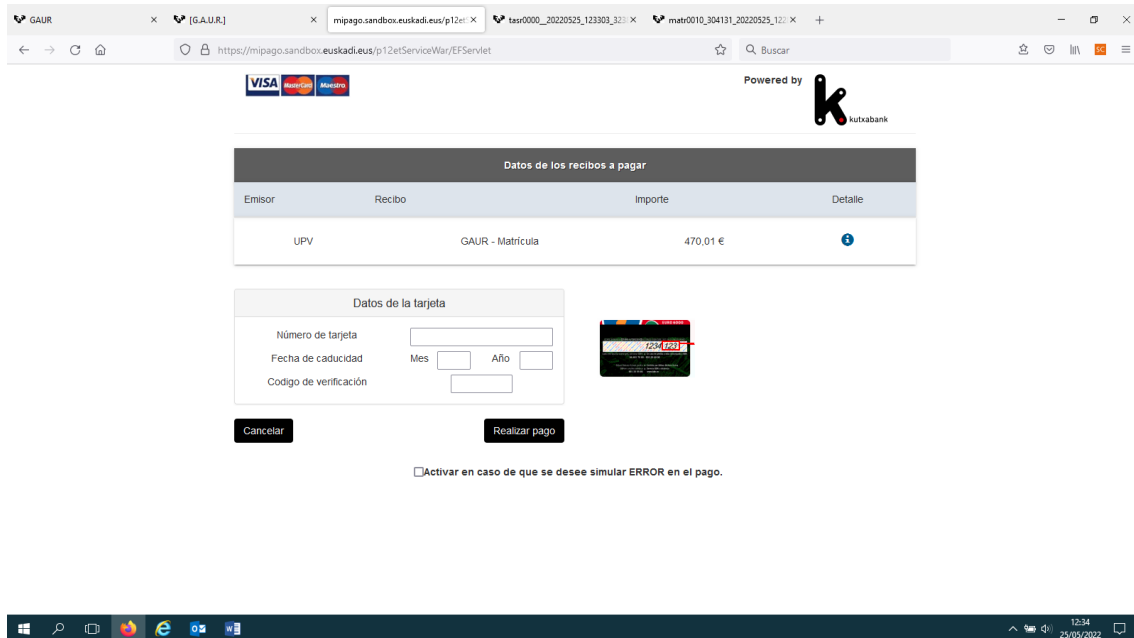 GAUR
[G.A.U.R.]
mipago.sandbox.euskadi.eus/p12et
tasr0000__20220525_123303_323
matr0010_304131_20220525_122
https://mipago.sandbox.euskadi.eus/p12etServiceWar/EFServlet
Buscar
SC
VISA MasterCard Maestro
Powered by
k
kutxabank
Datos de los recibos a pagar
Emisor Recibo Importe Detalle
UPV GAUR - Matrícula 470,01 €
Datos de la tarjeta
Número de tarjeta
Fecha de caducidad Mes Año
Codigo de verificación
1234 123
Cancelar Realizar pago
Activar en caso de que se desee simular ERROR en el pago.
12:34
25/05/2022